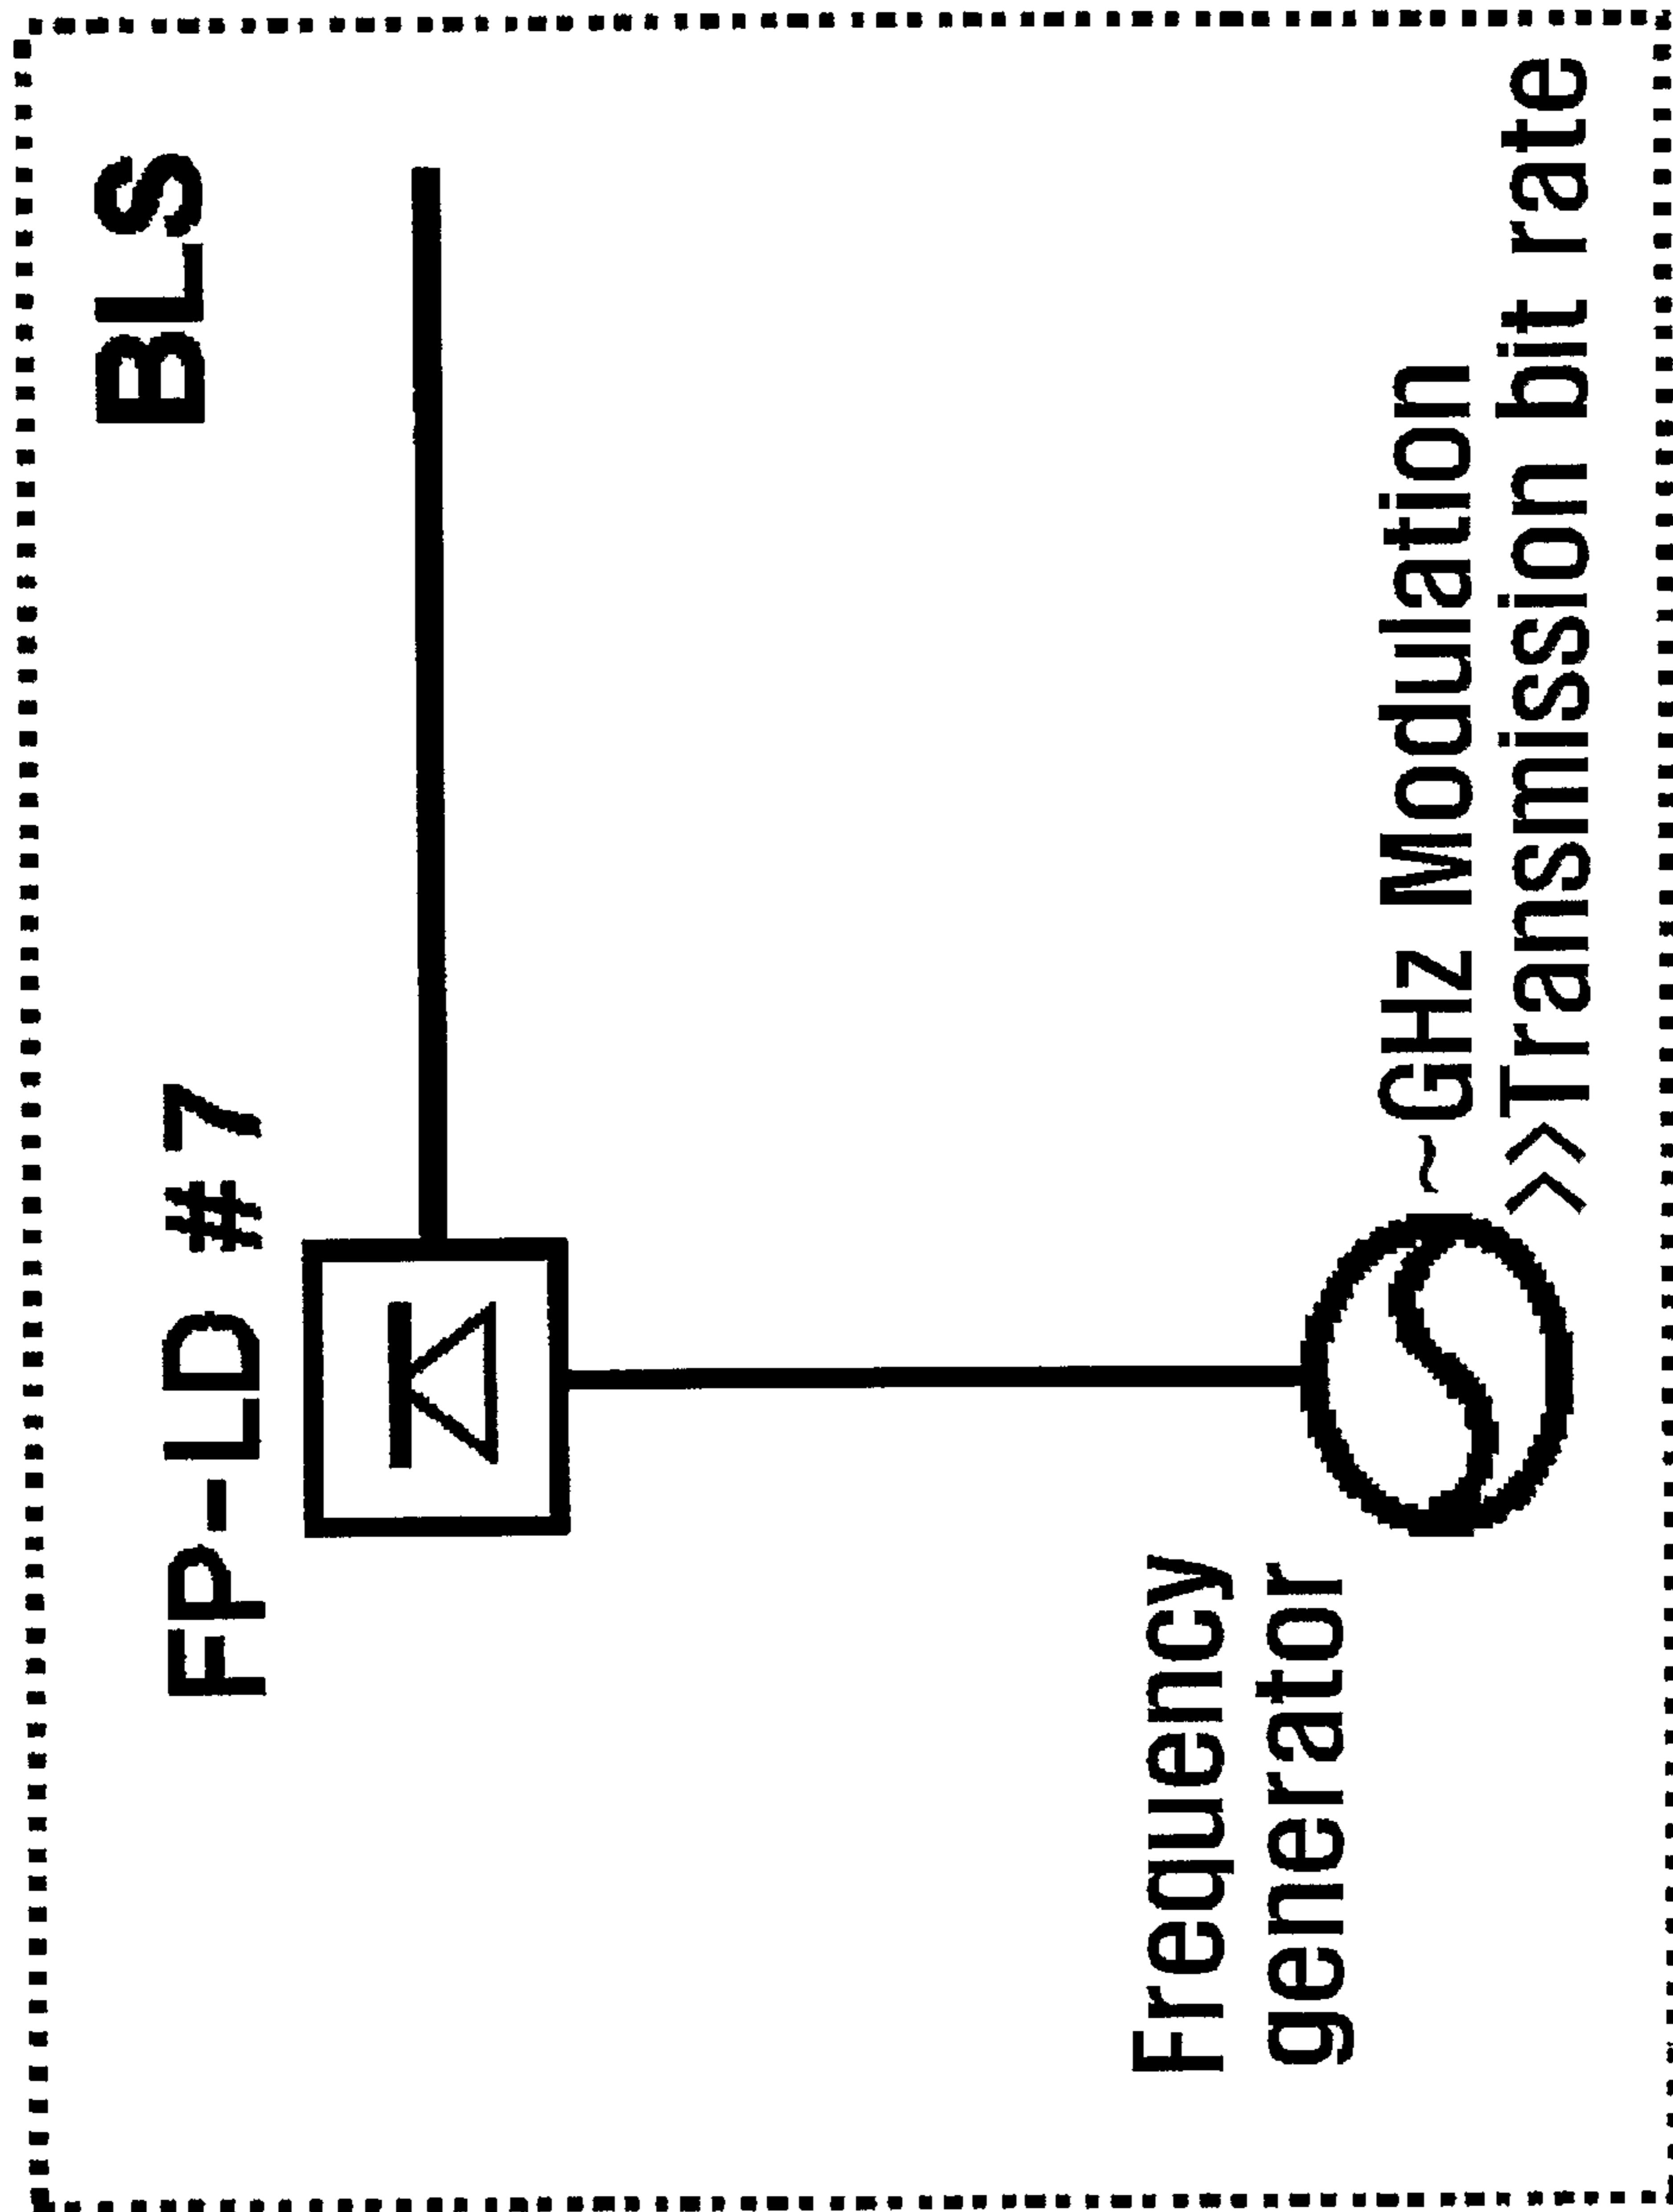 BLS
FP-LD #7
Frequency
generator
~GHz Modulation
>>Transmission bit rate